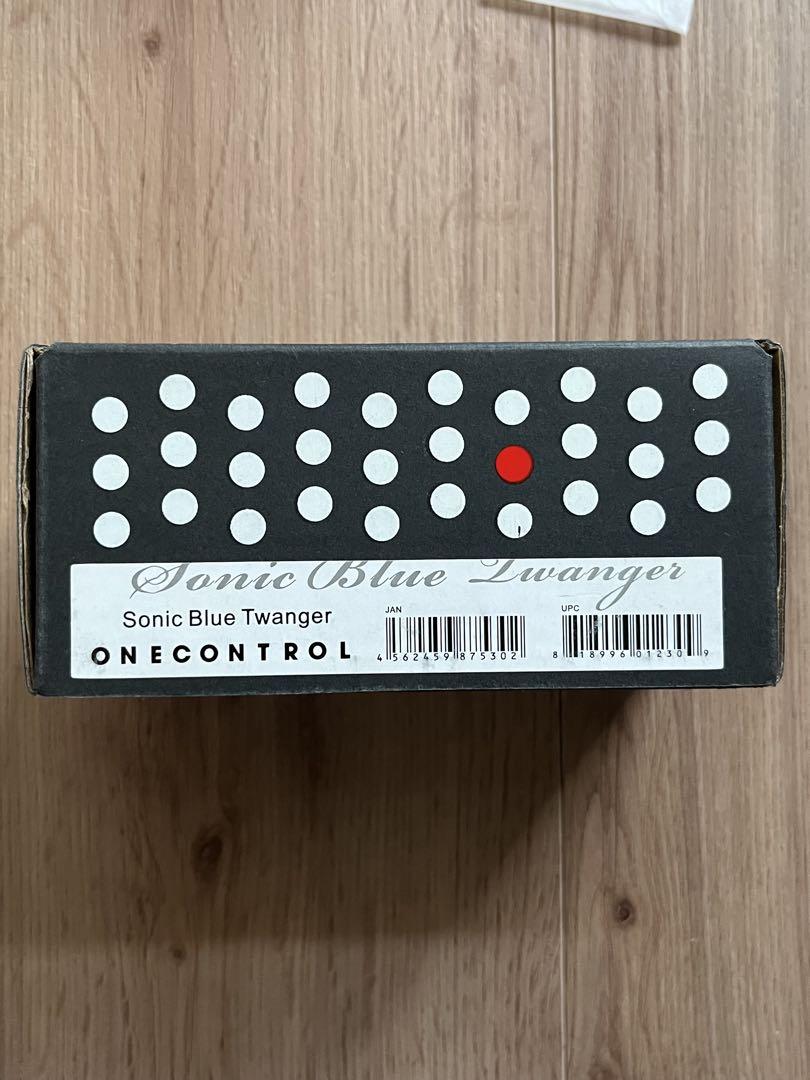 Sonic Blue Twanger
Sonic Blue Twanger
ONECONTROL
JAN
4 562459 875302
UPC
8 18996 01230 9